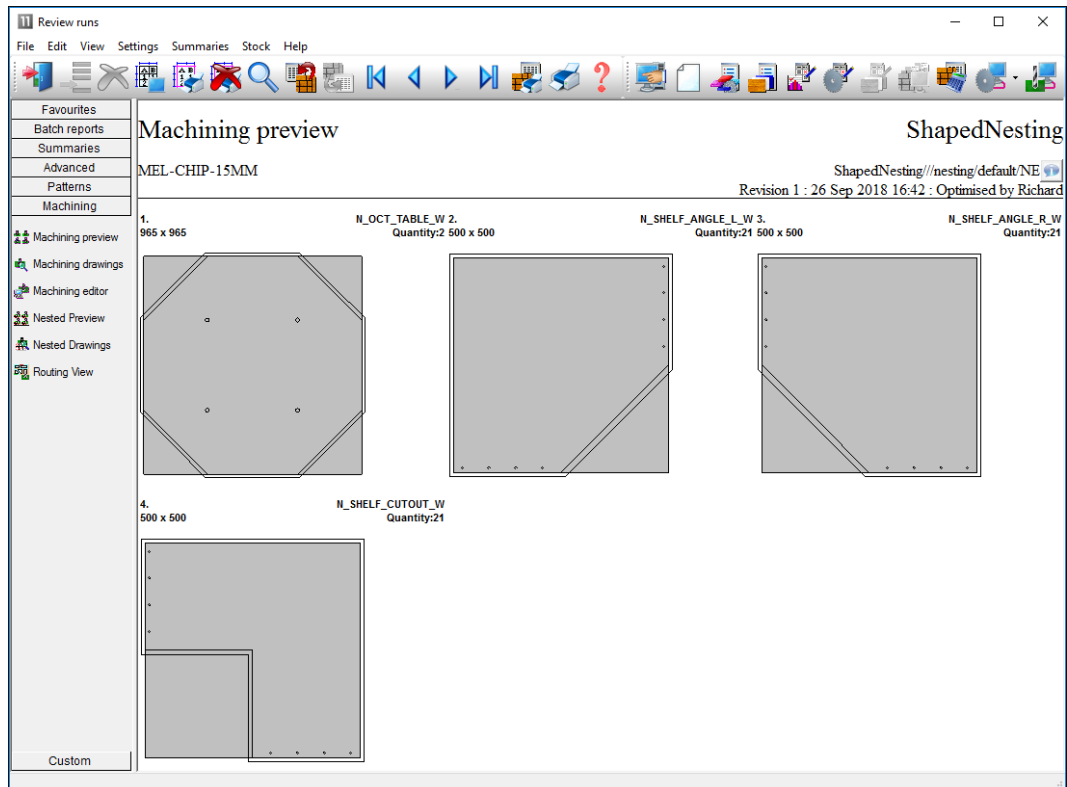 Review runs
File Edit View Settings Summaries Stock Help
Favourites
Batch reports
Summaries
Advanced
Patterns
Machining
Machining preview
Machining drawings
Machining editor
Nested Preview
Nested Drawings
Routing View
Custom
Machining preview ShapedNesting
MEL-CHIP-15MM ShapedNesting///nesting/default/NE
Revision 1 : 26 Sep 2018 16:42 : Optimised by Richard
1. N_OCT_TABLE_W 2. N_SHELF_ANGLE_L_W 3. N_SHELF_ANGLE_R_W
965 x 965 Quantity:2 500 x 500 Quantity:21 500 x 500 Quantity:21
4. N_SHELF_CUTOUT_W
500 x 500 Quantity:21